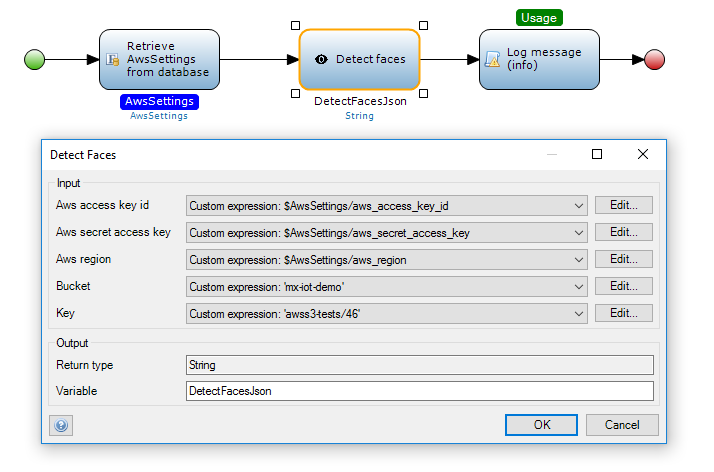 Usage
Retrieve
AwsSettings
from database
Detect faces
Log message
(info)
AwsSettings
AwsSettings
DetectFacesJson
String
Detect Faces
Input
Aws access key id
Custom expression: $AwsSettings/aws_access_key_id
Edit...
Aws secret access key
Custom expression: $AwsSettings/aws_secret_access_key
Edit...
Aws region
Custom expression: $AwsSettings/aws_region
Edit...
Bucket
Custom expression: 'mx-iot-demo'
Edit...
Key
Custom expression: 'awss3-tests/46'
Edit...
Output
Return type
String
Variable
DetectFacesJson
OK
Cancel